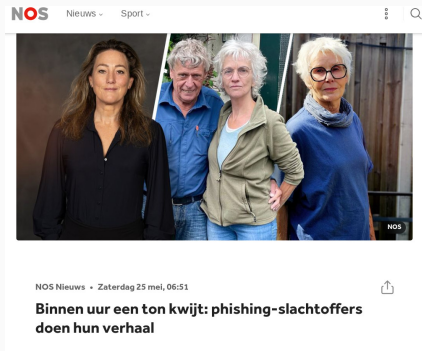 NOS Nieuws Sport
NOS
NOS Nieuws • Zaterdag 25 mei, 06:51
Binnen uur een ton kwijt: phishing-slachtoffers
doen hun verhaal